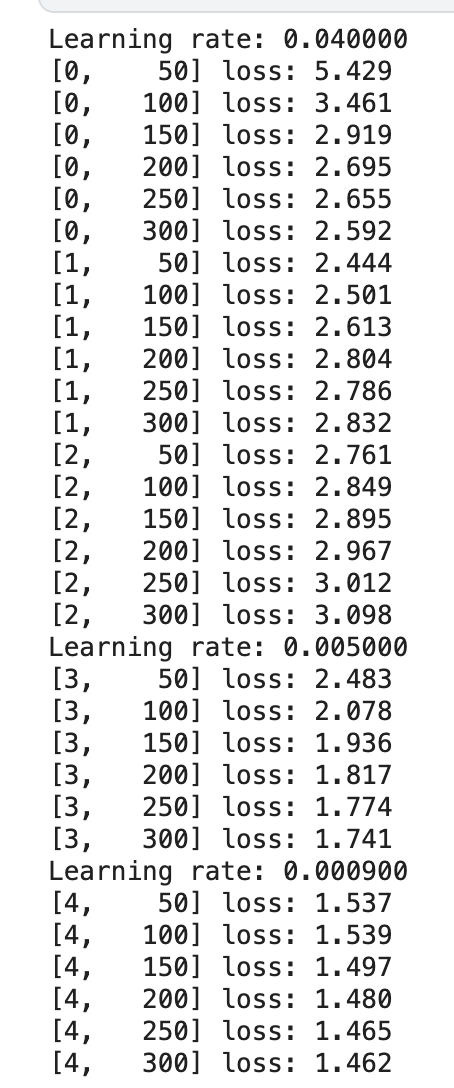 Learning rate: 0.040000
[0,    50] loss: 5.429
[0,   100] loss: 3.461
[0,   150] loss: 2.919
[0,   200] loss: 2.695
[0,   250] loss: 2.655
[0,   300] loss: 2.592
[1,    50] loss: 2.444
[1,   100] loss: 2.501
[1,   150] loss: 2.613
[1,   200] loss: 2.804
[1,   250] loss: 2.786
[1,   300] loss: 2.832
[2,    50] loss: 2.761
[2,   100] loss: 2.849
[2,   150] loss: 2.895
[2,   200] loss: 2.967
[2,   250] loss: 3.012
[2,   300] loss: 3.098
Learning rate: 0.005000
[3,    50] loss: 2.483
[3,   100] loss: 2.078
[3,   150] loss: 1.936
[3,   200] loss: 1.817
[3,   250] loss: 1.774
[3,   300] loss: 1.741
Learning rate: 0.000900
[4,    50] loss: 1.537
[4,   100] loss: 1.539
[4,   150] loss: 1.497
[4,   200] loss: 1.480
[4,   250] loss: 1.465
[4,   300] loss: 1.462